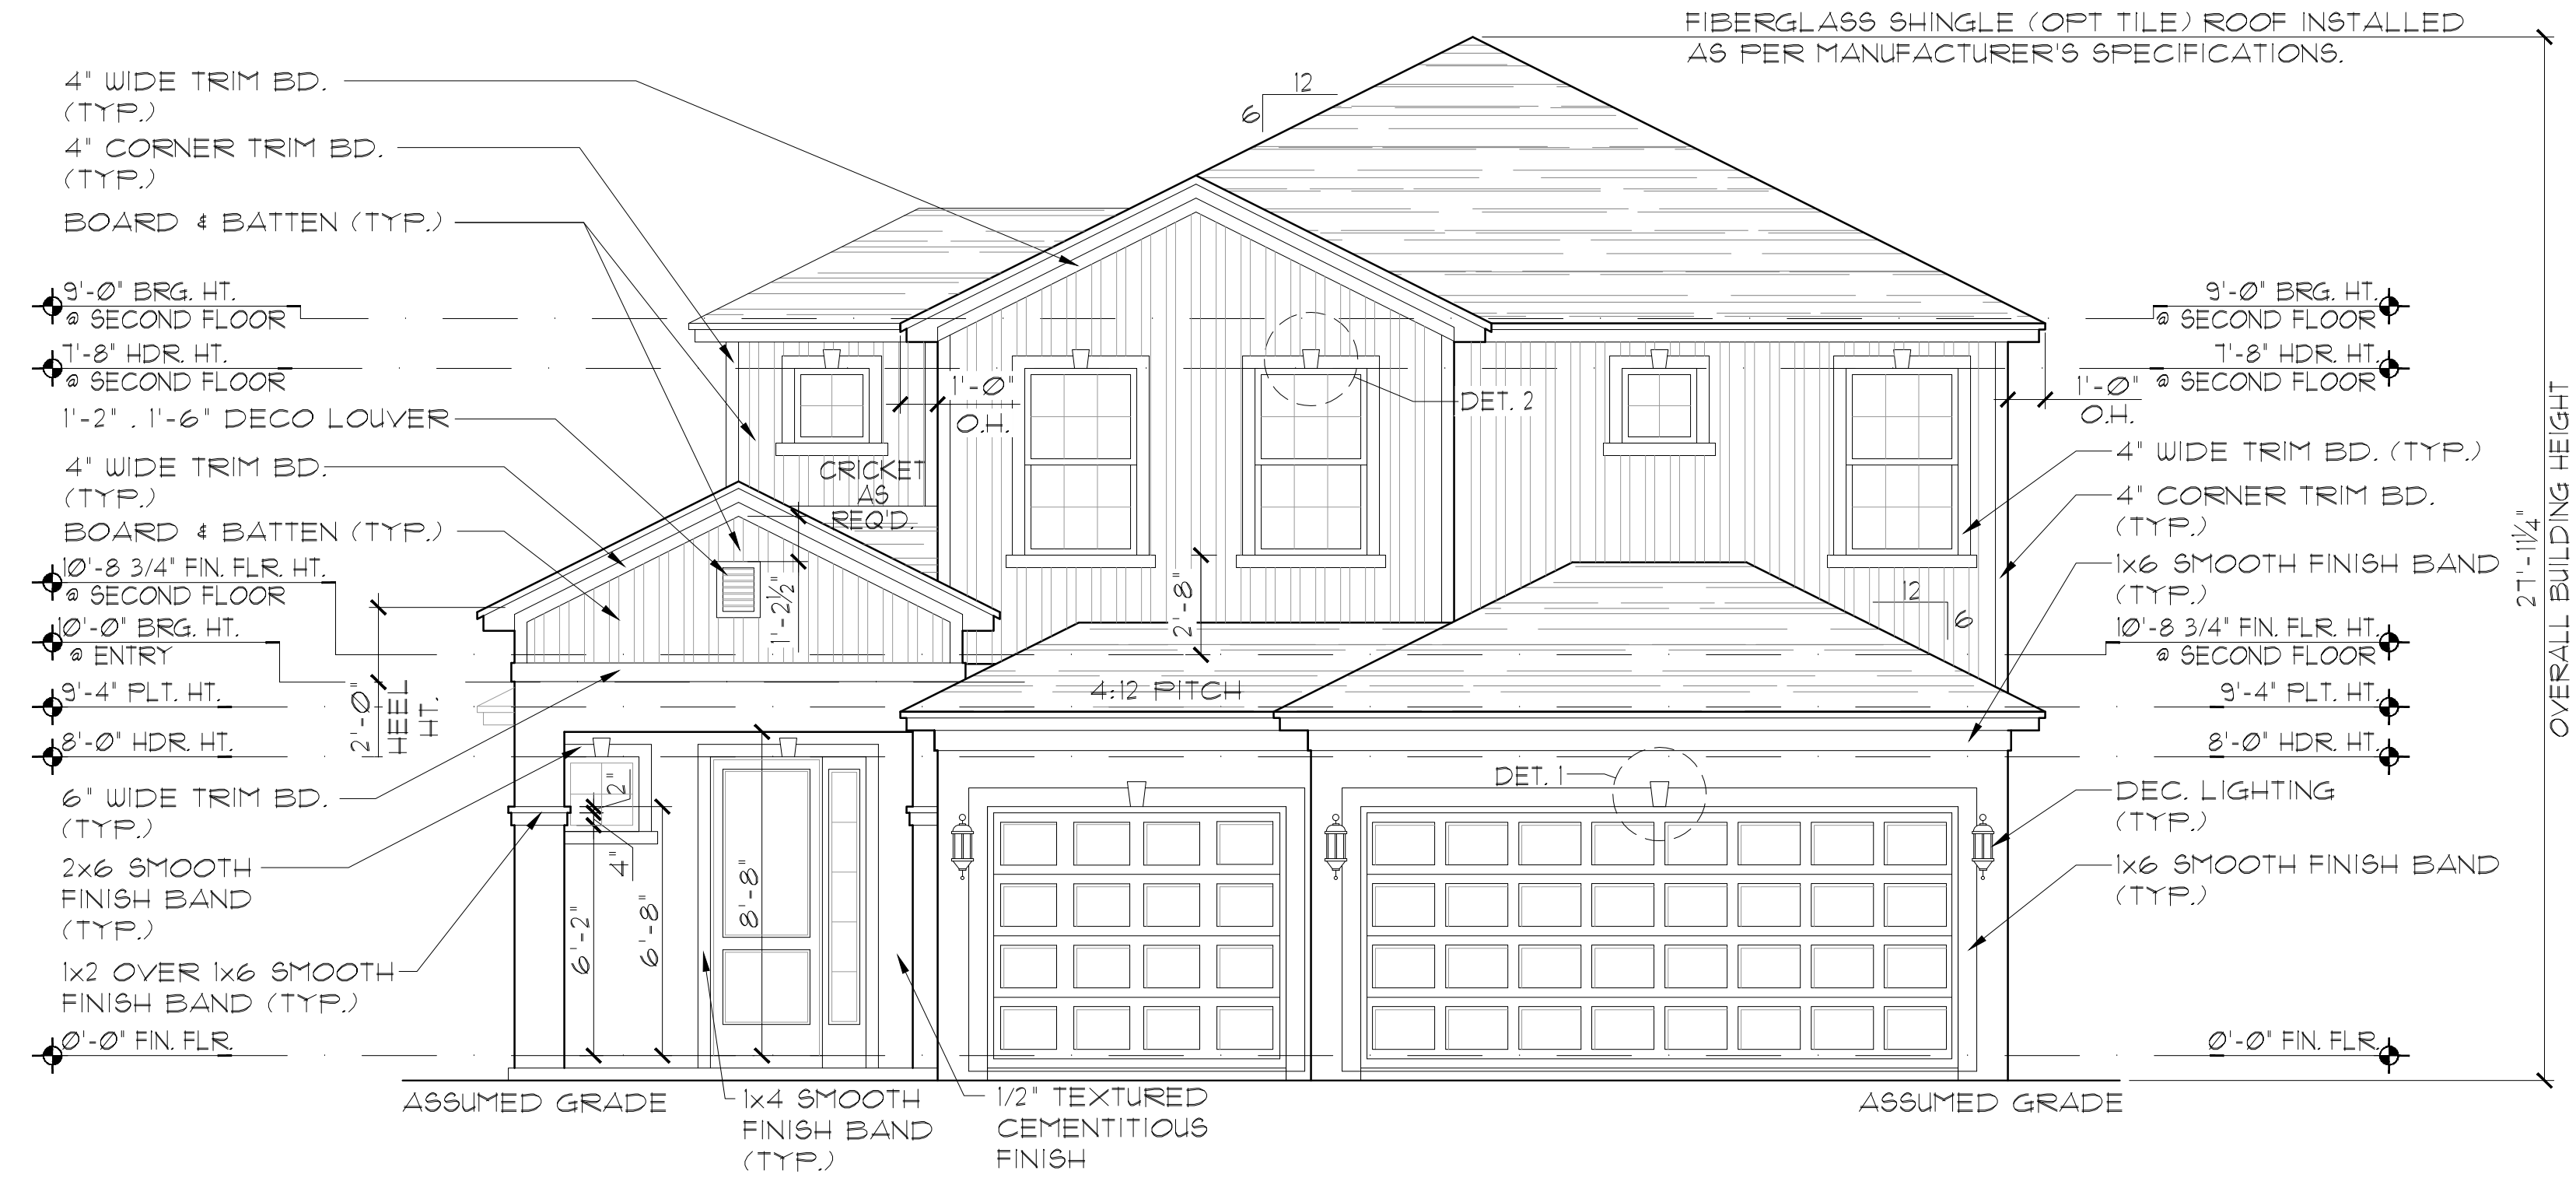 FIBERGLASS SHINGLE (OPT TILE) ROOF INSTALLED
AS PER MANUFACTURER'S SPECIFICATIONS.
4" WIDE TRIM BD.
(TYP.)
4" CORNER TRIM BD.
(TYP.)
BOARD & BATTEN (TYP.)
9'-0" BRG. HT.
@ SECOND FLOOR
7'-8" HDR. HT.
@ SECOND FLOOR
1'-2" . 1'-6" DECO LOUVER
4" WIDE TRIM BD.
(TYP.)
BOARD & BATTEN (TYP.)
10'-8 3/4" FIN. FLR. HT.
@ SECOND FLOOR
10'-0" BRG. HT.
@ ENTRY
9'-4" PLT. HT.
8'-0" HDR. HT.
2'-0"
HEEL
HT.
6" WIDE TRIM BD.
(TYP.)
2x6 SMOOTH
FINISH BAND
(TYP.)
1x2 OVER 1x6 SMOOTH
FINISH BAND (TYP.)
0'-0" FIN. FLR.
ASSUMED GRADE
12
6
1'-0"
O.H.
DET. 2
CRICKET
AS
REQ'D.
1'-2½"
2'-8"
4:12 PITCH
12
6
DET. 1
2"
4"
6'-2"
6'-8"
8'-8"
1x4 SMOOTH
FINISH BAND
(TYP.)
1/2" TEXTURED
CEMENTITIOUS
FINISH
9'-0" BRG. HT.
@ SECOND FLOOR
7'-8" HDR. HT.
@ SECOND FLOOR
1'-0"
O.H.
4" WIDE TRIM BD. (TYP.)
4" CORNER TRIM BD.
(TYP.)
1x6 SMOOTH FINISH BAND
(TYP.)
10'-8 3/4" FIN. FLR. HT.
@ SECOND FLOOR
9'-4" PLT. HT.
8'-0" HDR. HT.
DEC. LIGHTING
(TYP.)
1x6 SMOOTH FINISH BAND
(TYP.)
0'-0" FIN. FLR.
ASSUMED GRADE
27'-11¼"
OVERALL BUILDING HEIGHT